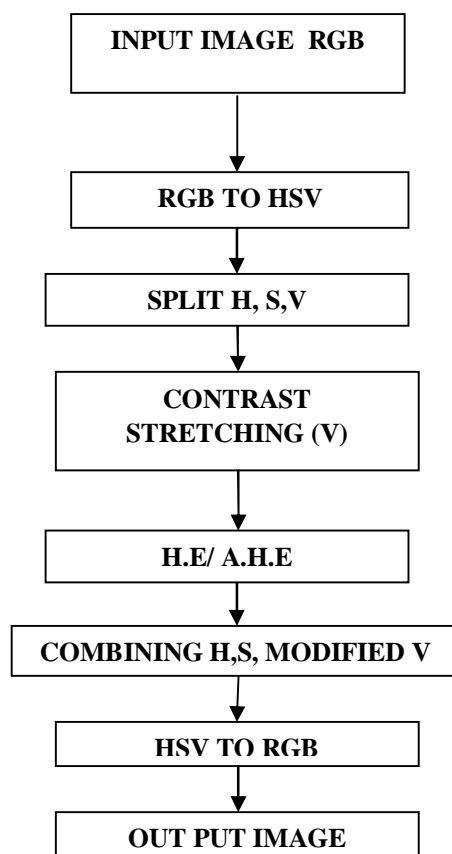 INPUT IMAGE RGB
RGB TO HSV
SPLIT H, S,V
CONTRAST
STRETCHING (V)
H.E/ A.H.E
COMBINING H,S, MODIFIED V
HSV TO RGB
OUT PUT IMAGE